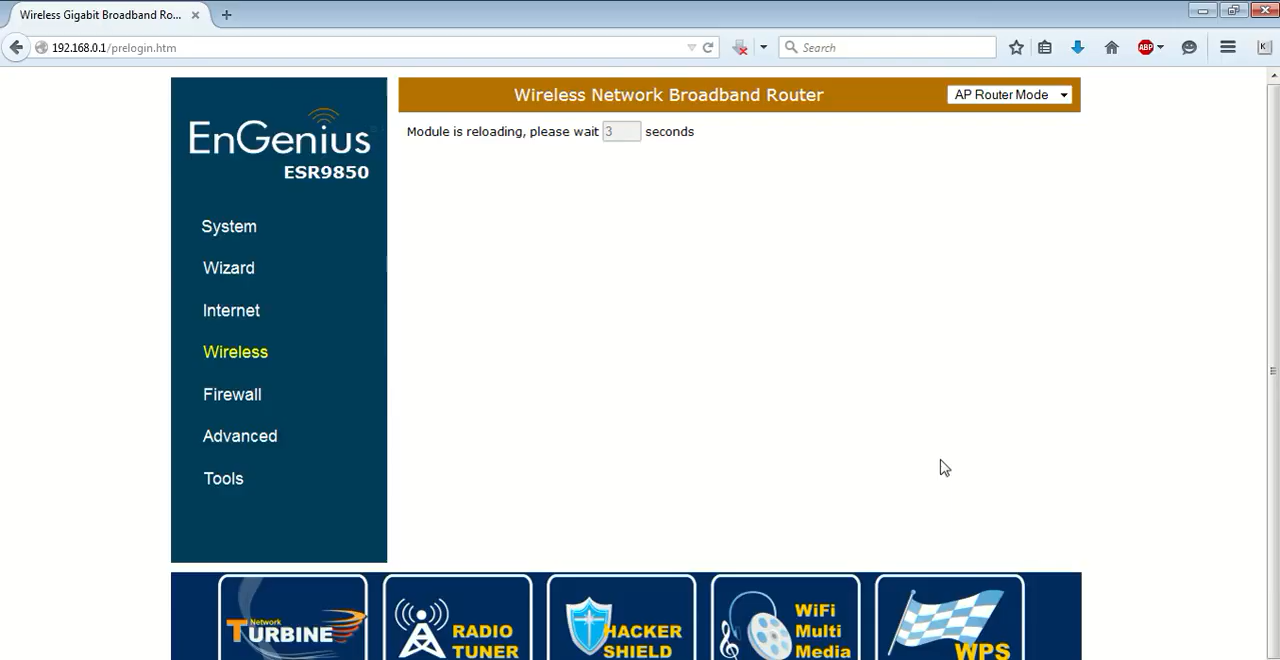 Wireless Gigabit Broadband Ro...
192.168.0.1/prelogin.htm
Search
ABP
K
EnGenius
ESR9850
System
Wizard
Internet
Wireless
Firewall
Advanced
Tools
Wireless Network Broadband Router
AP Router Mode
Module is reloading, please wait 3 seconds
Network
TURBINE
RADIO
TUNER
HACKER
SHIELD
WiFi
Multi
Media
WPS